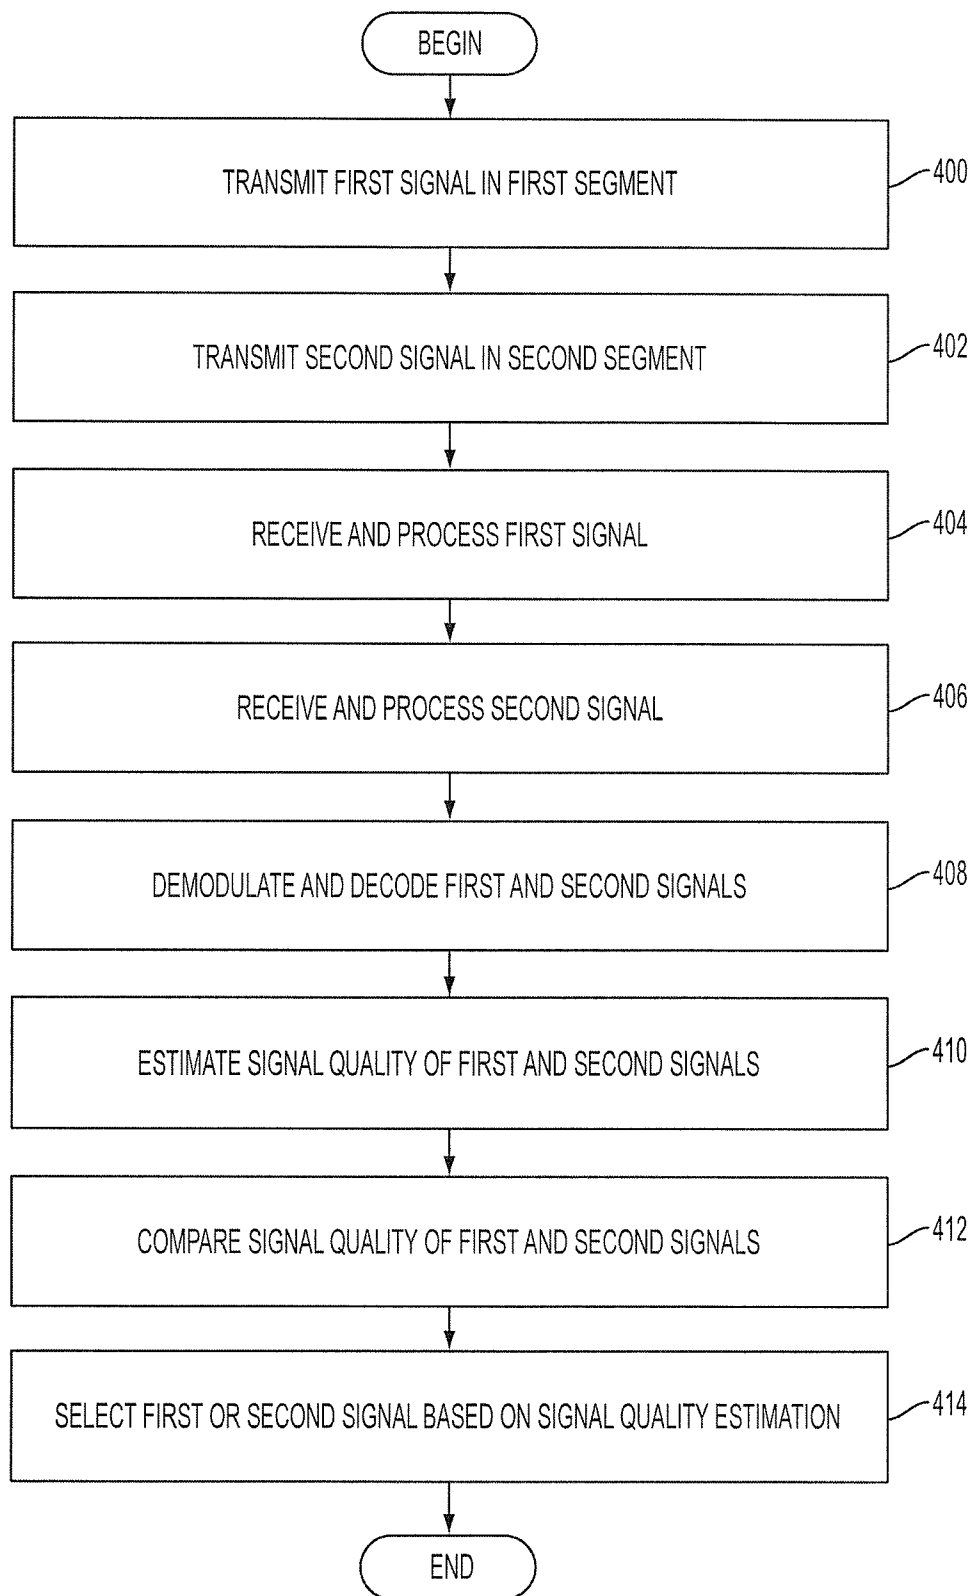 BEGIN
TRANSMIT FIRST SIGNAL IN FIRST SEGMENT
400
TRANSMIT SECOND SIGNAL IN SECOND SEGMENT
402
RECEIVE AND PROCESS FIRST SIGNAL
404
RECEIVE AND PROCESS SECOND SIGNAL
406
DEMODULATE AND DECODE FIRST AND SECOND SIGNALS
408
ESTIMATE SIGNAL QUALITY OF FIRST AND SECOND SIGNALS
410
COMPARE SIGNAL QUALITY OF FIRST AND SECOND SIGNALS
412
SELECT FIRST OR SECOND SIGNAL BASED ON SIGNAL QUALITY ESTIMATION
414
END